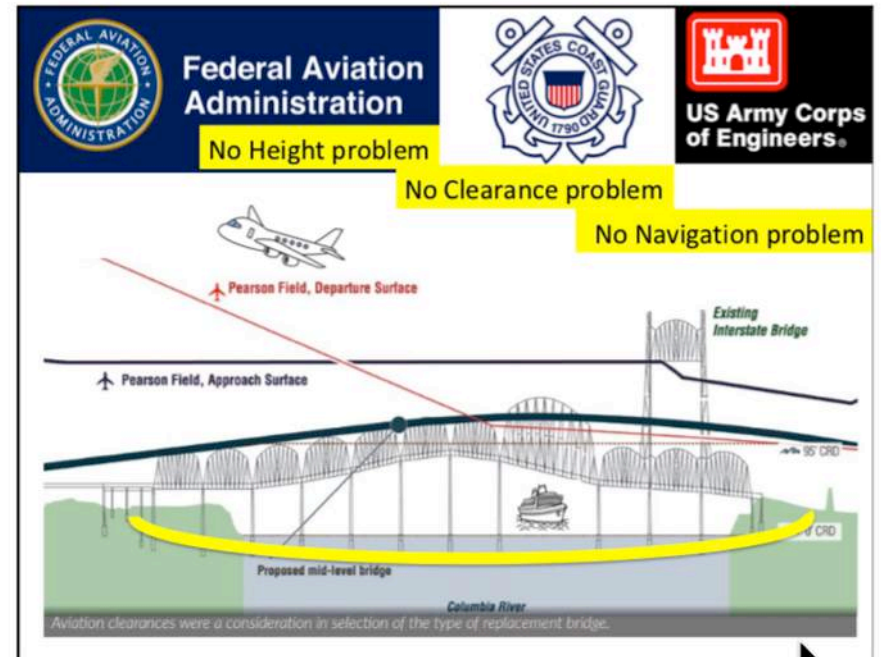 FEDERAL AVIATION
ADMINISTRATION
Federal Aviation
Administration
UNITED STATES COAST GUARD
1790
US Army Corps
of Engineers®
No Height problem
No Clearance problem
No Navigation problem
Pearson Field, Departure Surface
Existing
Interstate Bridge
Pearson Field, Approach Surface
95' CRD
0' CRD
Proposed mid-level bridge
Columbia River
Aviation clearances were a consideration in selection of the type of replacement bridge.